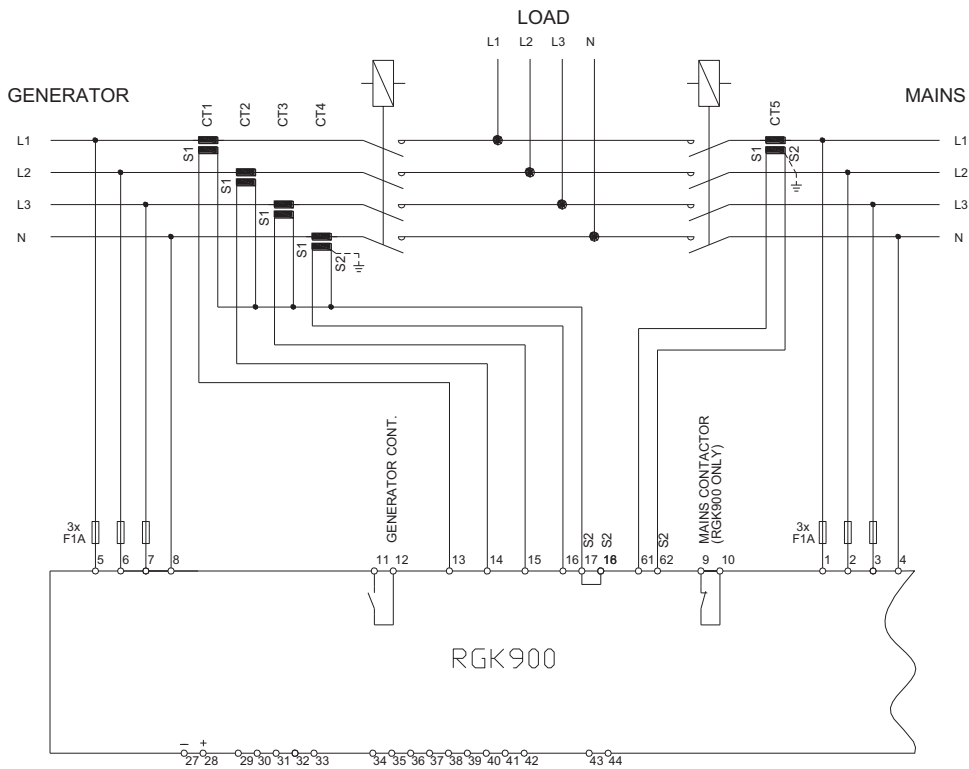 LOAD
L1 L2 L3 N
GENERATOR
MAINS
CT1
CT2
CT3
CT4
CT5
L1
S1
S1
S2
L1
L2
S1
L2
L3
S1
L3
N
S1
S2
N
GENERATOR CONT.
MAINS CONTACTOR
(RGK900 ONLY)
3x
F1A
S2
S2
S2
3x
F1A
5 6 7 8 11 12 13 14 15 16 17 18 61 62 9 10 1 2 3 4
RGK900
– +
27 28 29 30 31 32 33 34 35 36 37 38 39 40 41 42 43 44